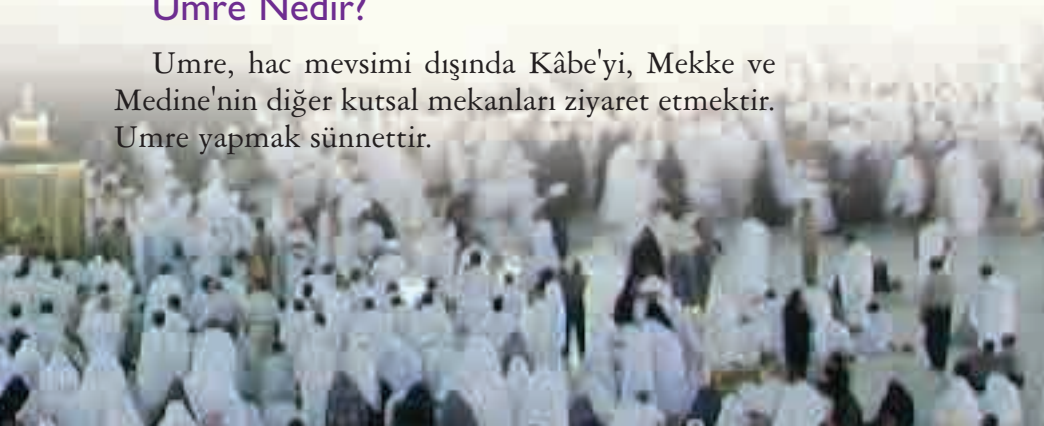 Umre Nedir?
Umre, hac mevsimi dışında Kâbe'yi, Mekke ve
Medine'nin diğer kutsal mekanları ziyaret etmektir.
Umre yapmak sünnettir.